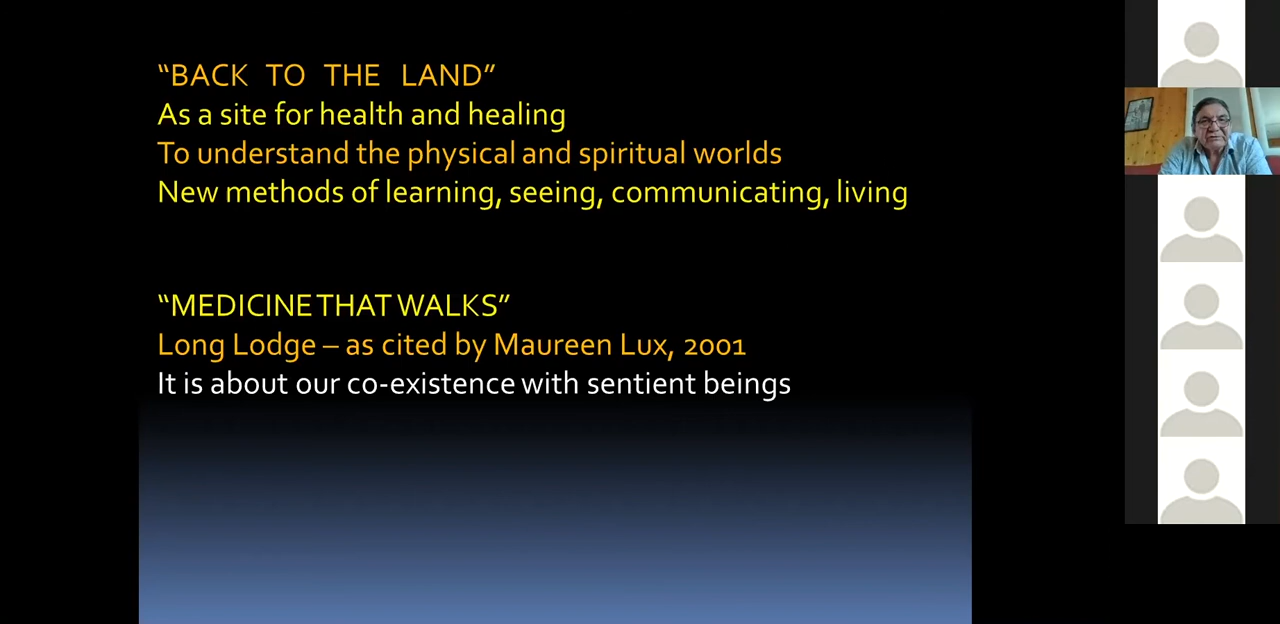 “BACK TO THE LAND”
As a site for health and healing
To understand the physical and spiritual worlds
New methods of learning, seeing, communicating, living
“MEDICINE THAT WALKS”
Long Lodge – as cited by Maureen Lux, 2001
It is about our co-existence with sentient beings